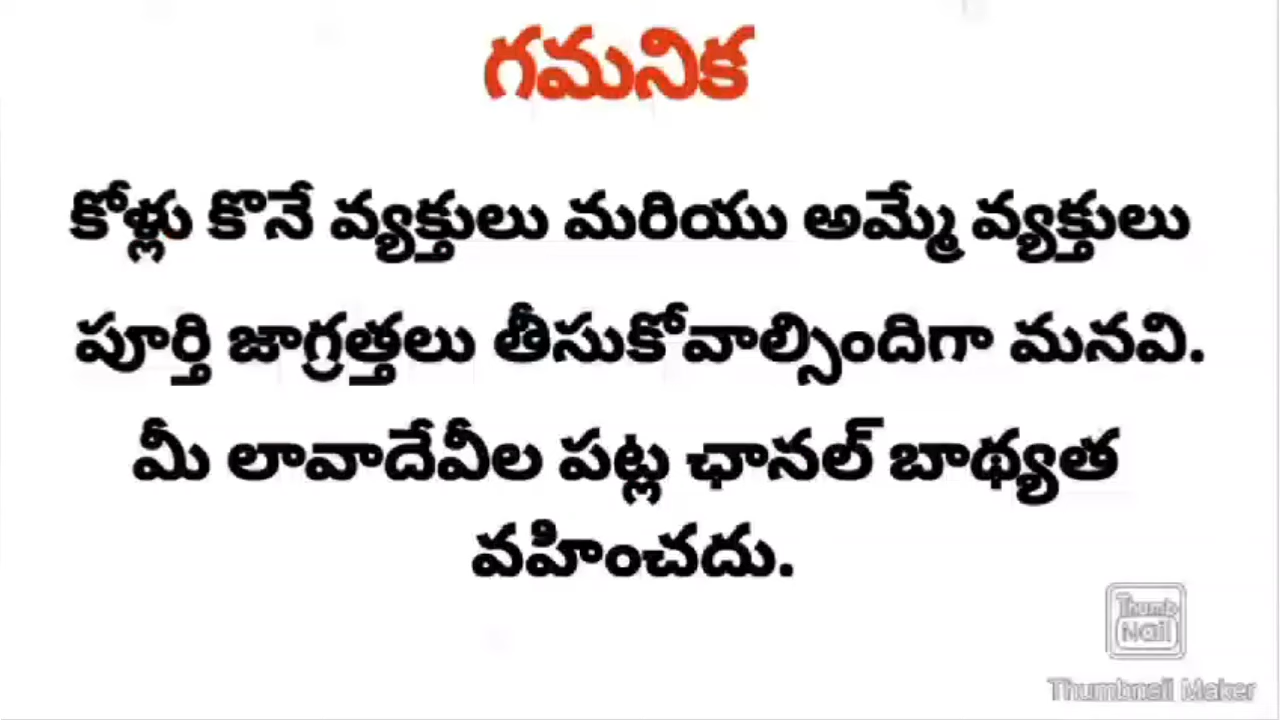 గమనిక
కోళ్లు కొనే వ్యక్తులు మరియు అమ్మే వ్యక్తులు
పూర్తి జాగ్రత్తలు తీసుకోవాల్సిందిగా మనవి.
మీ లావాదేవీల పట్ల ఛానల్ బాథ్యత
వహించదు.
Thumb
Nail
Thumbnail Maker